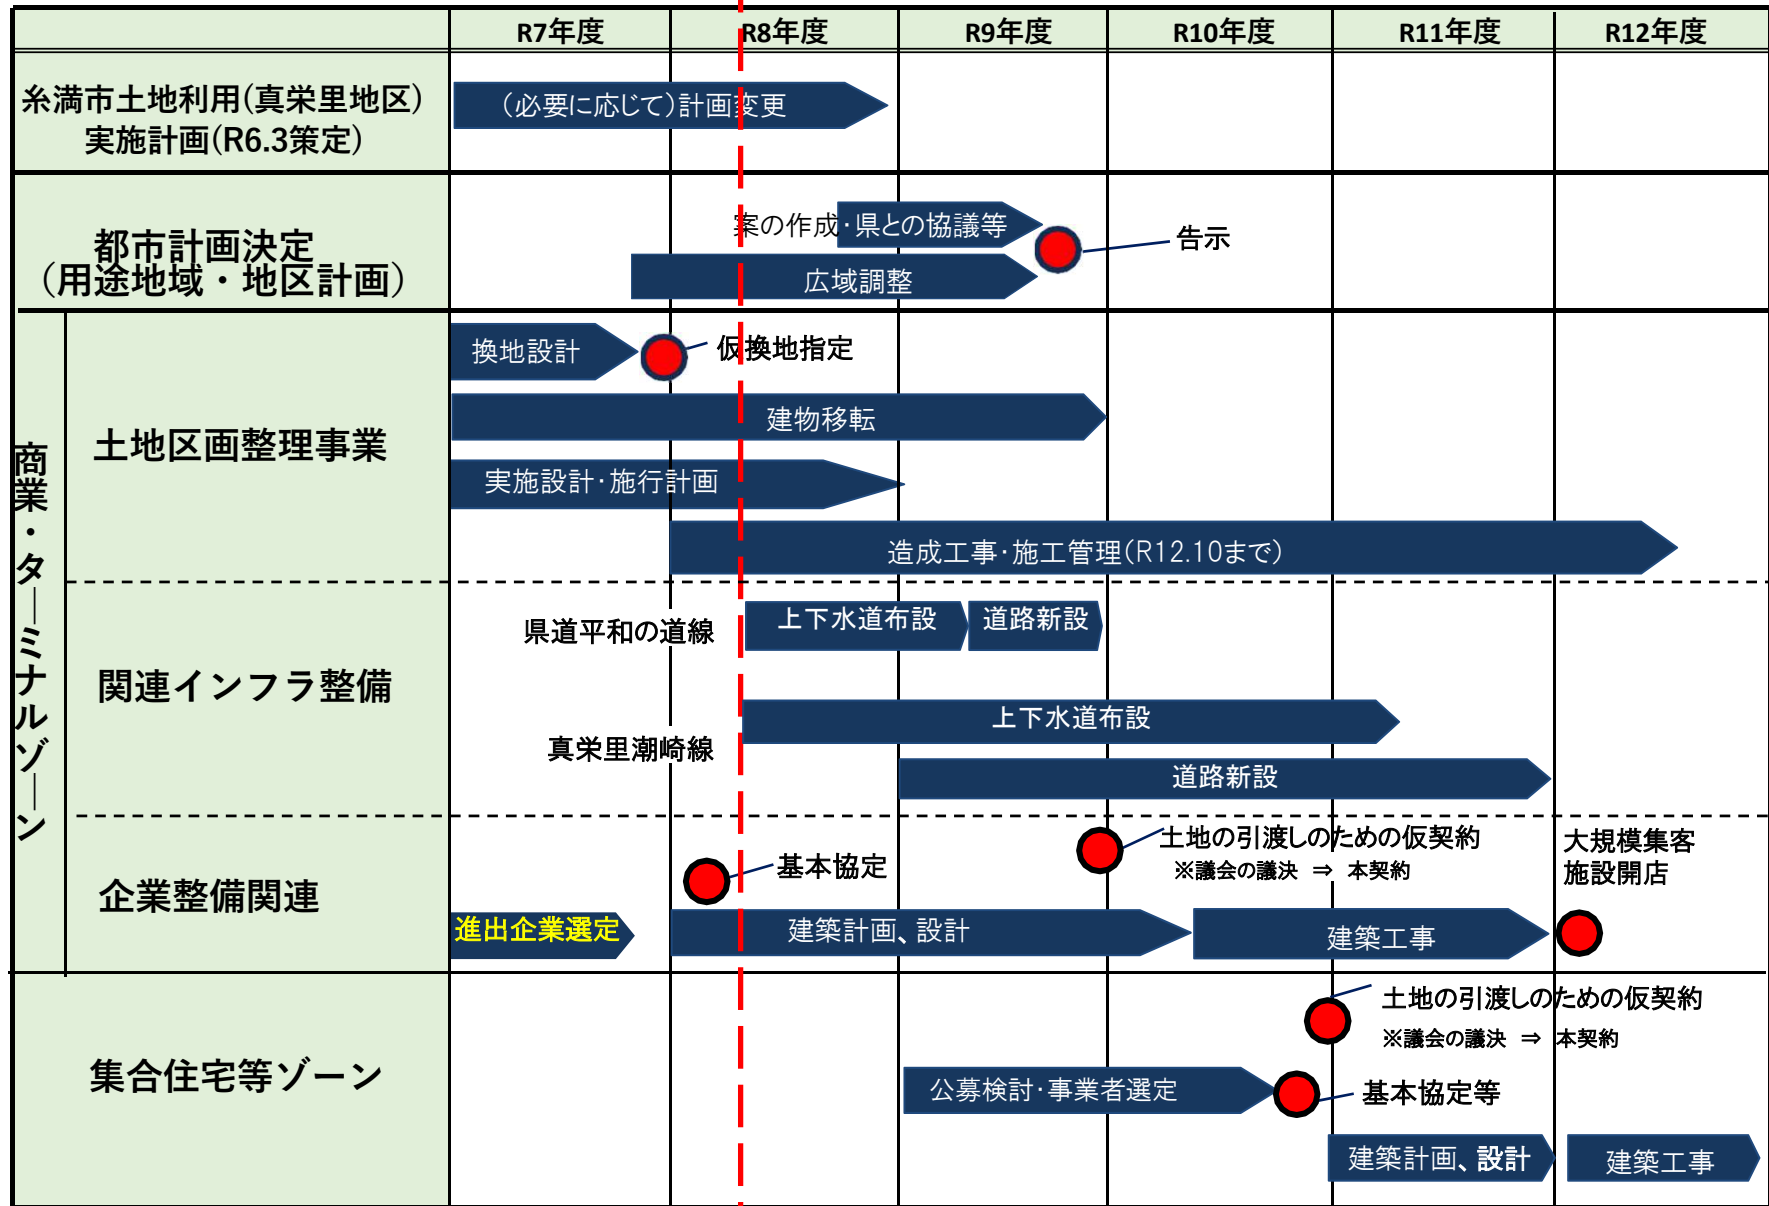 R7年度 R8年度 R9年度 R10年度 R11年度 R12年度
糸満市土地利用(真栄里地区)
実施計画(R6.3策定)
(必要に応じて)計画変更
都市計画決定
(用途地域・地区計画)
案の作成・県との協議等
告示
広域調整
商業・ターミナルゾーン
土地区画整理事業
換地設計
仮換地指定
建物移転
実施設計・施行計画
造成工事・施工管理(R12.10まで)
関連インフラ整備
県道平和の道線
上下水道布設
道路新設
真栄里潮崎線
上下水道布設
道路新設
企業整備関連
進出企業選定
基本協定
建築計画、設計
土地の引渡しのための仮契約
※議会の議決 ⇒ 本契約
建築工事
大規模集客
施設開店
集合住宅等ゾーン
土地の引渡しのための仮契約
※議会の議決 ⇒ 本契約
公募検討・事業者選定
基本協定等
建築計画、設計
建築工事